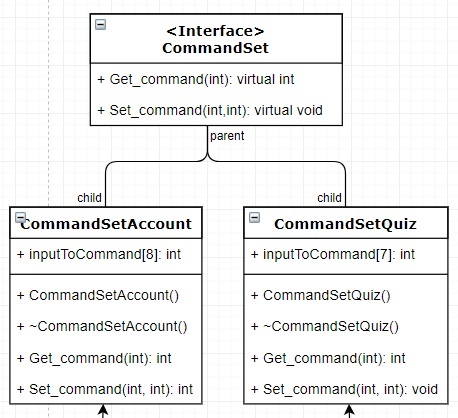 <Interface>
CommandSet
+ Get_command(int): virtual int
+ Set_command(int,int): virtual void
parent
child
child
CommandSetAccount
+ inputToCommand[8]: int
+ CommandSetAccount()
+ ~CommandSetAccount()
+ Get_command(int): int
+ Set_command(int, int): int
CommandSetQuiz
+ inputToCommand[7]: int
+ CommandSetQuiz()
+ ~CommandSetQuiz()
+ Get_command(int): int
+ Set_command(int, int): void